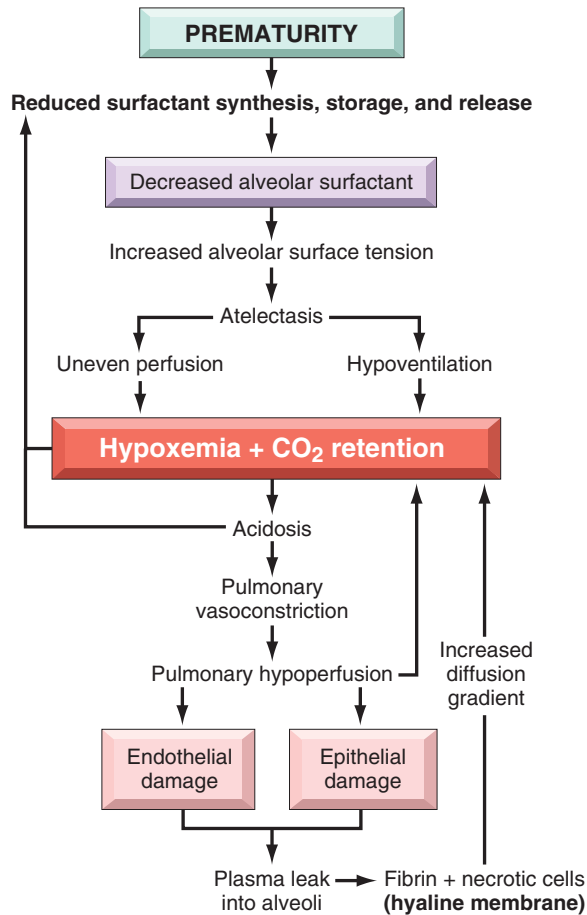 PREMATURITY
Reduced surfactant synthesis, storage, and release
Decreased alveolar surfactant
Increased alveolar surface tension
Atelectasis
Uneven perfusion
Hypoventilation
Hypoxemia + CO₂ retention
Acidosis
Pulmonary
vasoconstriction
Pulmonary hypoperfusion
Increased
diffusion
gradient
Endothelial
damage
Epithelial
damage
Plasma leak
into alveoli
Fibrin + necrotic cells
(hyaline membrane)